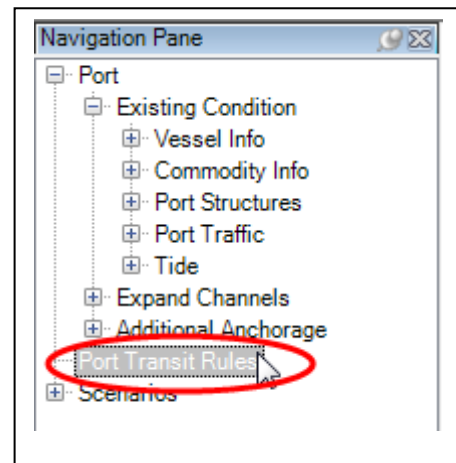 Navigation Pane
Port
Existing Condition
Vessel Info
Commodity Info
Port Structures
Port Traffic
Tide
Expand Channels
Additional Anchorage
Port Transit Rules
Scenarios